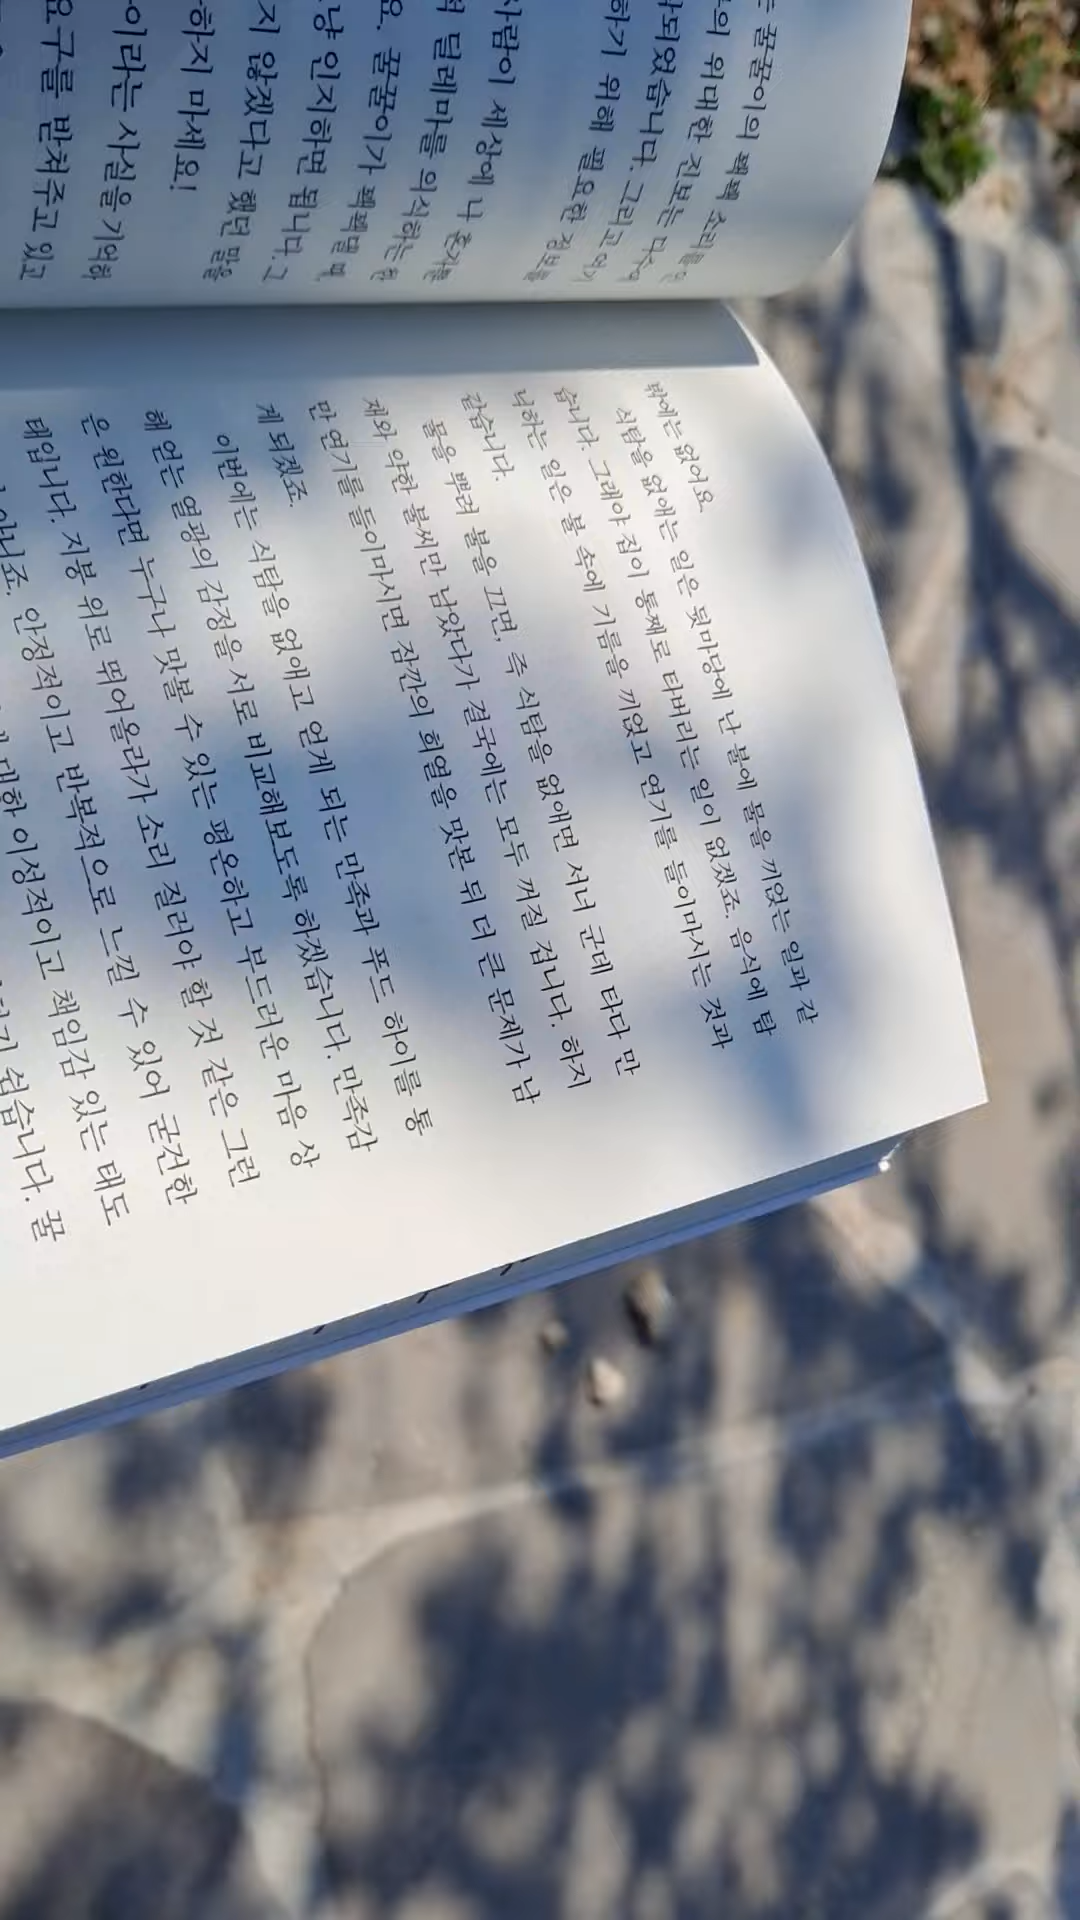 는 꿀꿀이의 꽥꽥 소리를
의 위대한 진보는
되었습니다. 그리고
하기 위해 필요한 정보를
사람이 세상에 나 혼자뿐
딜레마를 의식하는
요. 꿀꿀이가 꽥꽥댈 때,
냥 인지하면 됩니다. 그
지 않겠다고 했던 말을
하지 마세요!
이라는 사실을 기억해
요구를 받쳐주고 있고
밖에는 없어요.
식탐을 없애는 일은 뒷마당에 난 불에 물을 끼얹는 일과 같
습니다. 그래야 집이 통째로 타버리는 일이 없겠죠. 음식에 탐
닉하는 일은 불 속에 기름을 끼얹고 연기를 들이마시는 것과
같습니다.
물을 뿌려 불을 끄면, 즉 식탐을 없애면 서너 군데 타다 만
재와 약한 불씨만 남았다가 결국에는 모두 꺼질 겁니다. 하지
만 연기를 들이마시면 잠깐의 희열을 맛본 뒤 더 큰 문제가 남
게 되겠죠.
이번에는 식탐을 없애고 얻게 되는 만족과 푸드 하이를 통
해 얻는 열광의 감정을 서로 비교해보도록 하겠습니다. 만족감
은 원한다면 누구나 맛볼 수 있는 평온하고 부드러운 마음 상
태입니다. 지붕 위로 뛰어올라가 소리 질러야 할 것 같은 그런
아니죠. 안정적이고 반복적으로 느낄 수 있어 굳건한
대한 이성적이고 책임감 있는 태도
쉽습니다. 꿀